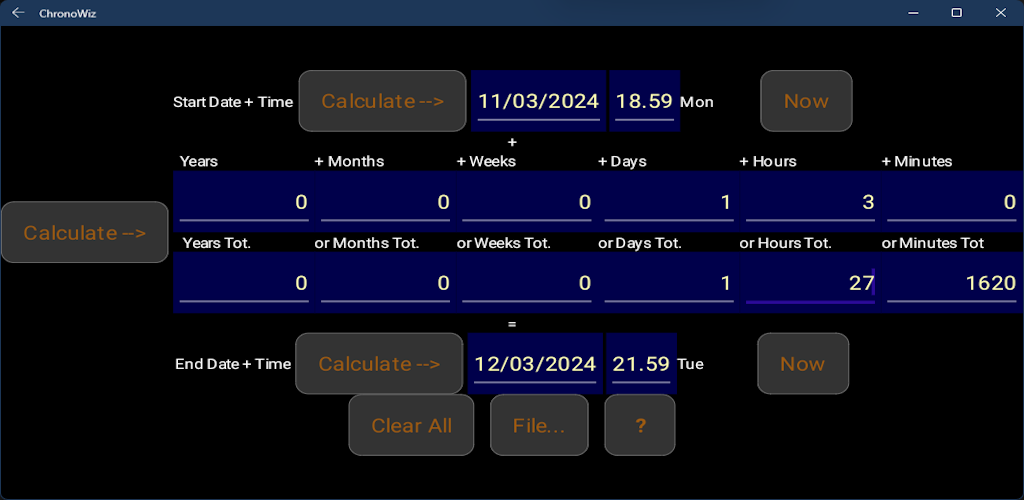 ChronoWiz
Start Date + Time Calculate --> 11/03/2024 18.59 Mon Now
+
Years + Months + Weeks + Days + Hours + Minutes
0 0 0 1 3 0
Calculate -->
Years Tot. or Months Tot. or Weeks Tot. or Days Tot. or Hours Tot. or Minutes Tot
0 0 0 1 27 1620
=
End Date + Time Calculate --> 12/03/2024 21.59 Tue Now
Clear All File... ?